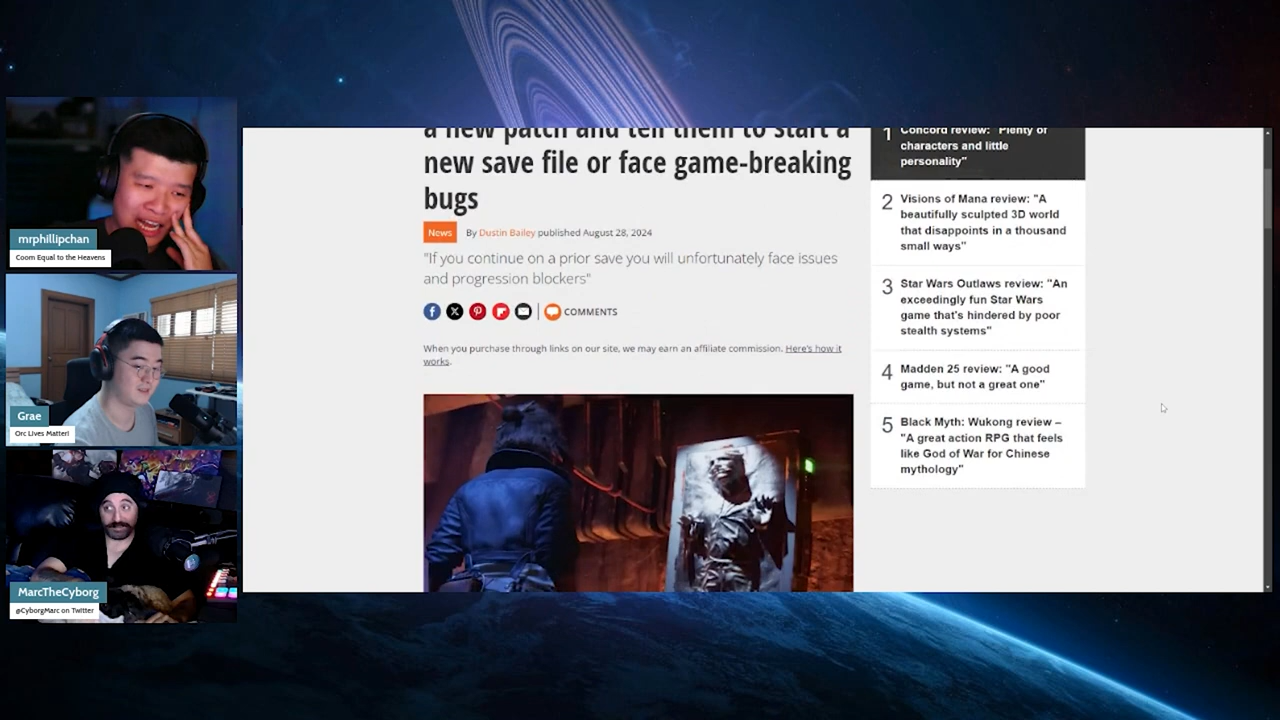 mrphillipchan
Coom Equal to the Heavens
Grae
Orc Lives Matter!
MarcTheCyborg
@CyborgMarc on Twitter
a new patch and tell them to start a
new save file or face game-breaking
bugs
News
By Dustin Bailey published August 28, 2024
"If you continue on a prior save you will unfortunately face issues
and progression blockers"
COMMENTS
When you purchase through links on our site, we may earn an affiliate commission. Here's how it
works.
1
Concord review: "Plenty of
characters and little
personality"
2
Visions of Mana review: "A
beautifully sculpted 3D world
that disappoints in a thousand
small ways"
3
Star Wars Outlaws review: "An
exceedingly fun Star Wars
game that's hindered by poor
stealth systems"
4
Madden 25 review: "A good
game, but not a great one"
5
Black Myth: Wukong review –
"A great action RPG that feels
like God of War for Chinese
mythology"